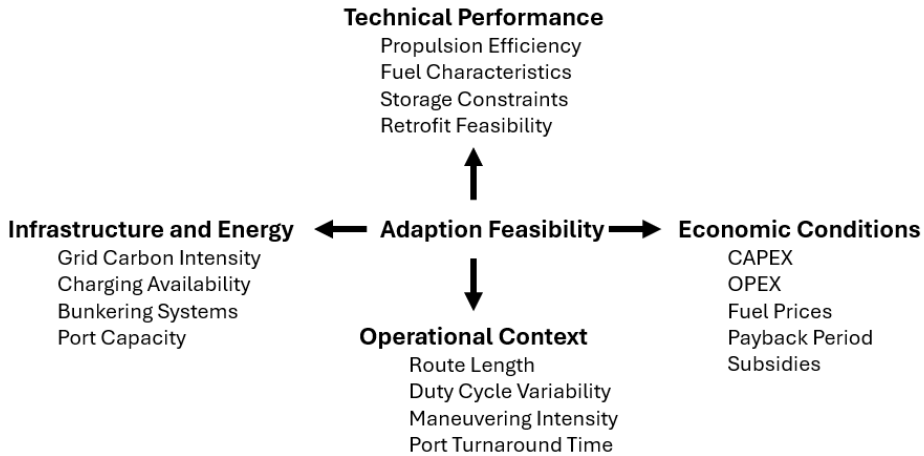 Technical Performance
Propulsion Efficiency
Fuel Characteristics
Storage Constraints
Retrofit Feasibility
Infrastructure and Energy
Grid Carbon Intensity
Charging Availability
Bunkering Systems
Port Capacity
Adaption Feasibility
Economic Conditions
CAPEX
OPEX
Fuel Prices
Payback Period
Subsidies
Operational Context
Route Length
Duty Cycle Variability
Maneuvering Intensity
Port Turnaround Time